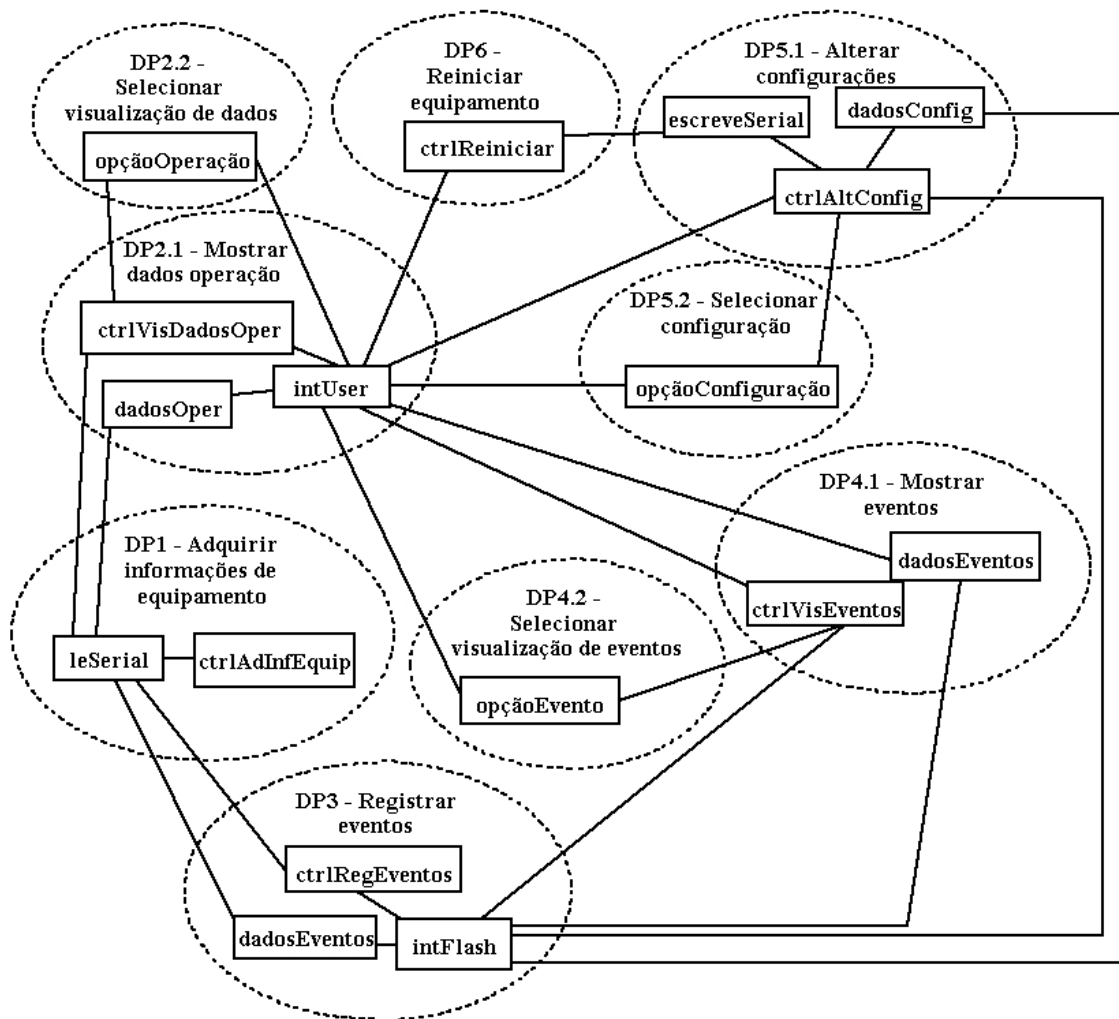 DP2.2 -
Selecionar
visualização de dados
opçãoOperação
DP6 -
Reiniciar
equipamento
ctrlReiniciar
DP5.1 - Alterar
configurações
escreveSerial
dadosConfig
ctrlAltConfig
DP2.1 - Mostrar
dados operação
ctrlVisDadosOper
dadosOper
intUser
DP5.2 - Selecionar
configuração
opçãoConfiguração
DP4.1 - Mostrar
eventos
dadosEventos
ctrlVisEventos
DP1 - Adquirir
informações de
equipamento
leSerial
ctrlAdInfEquip
DP4.2 -
Selecionar
visualização de eventos
opçãoEvento
DP3 - Registrar
eventos
ctrlRegEventos
dadosEventos
intFlash